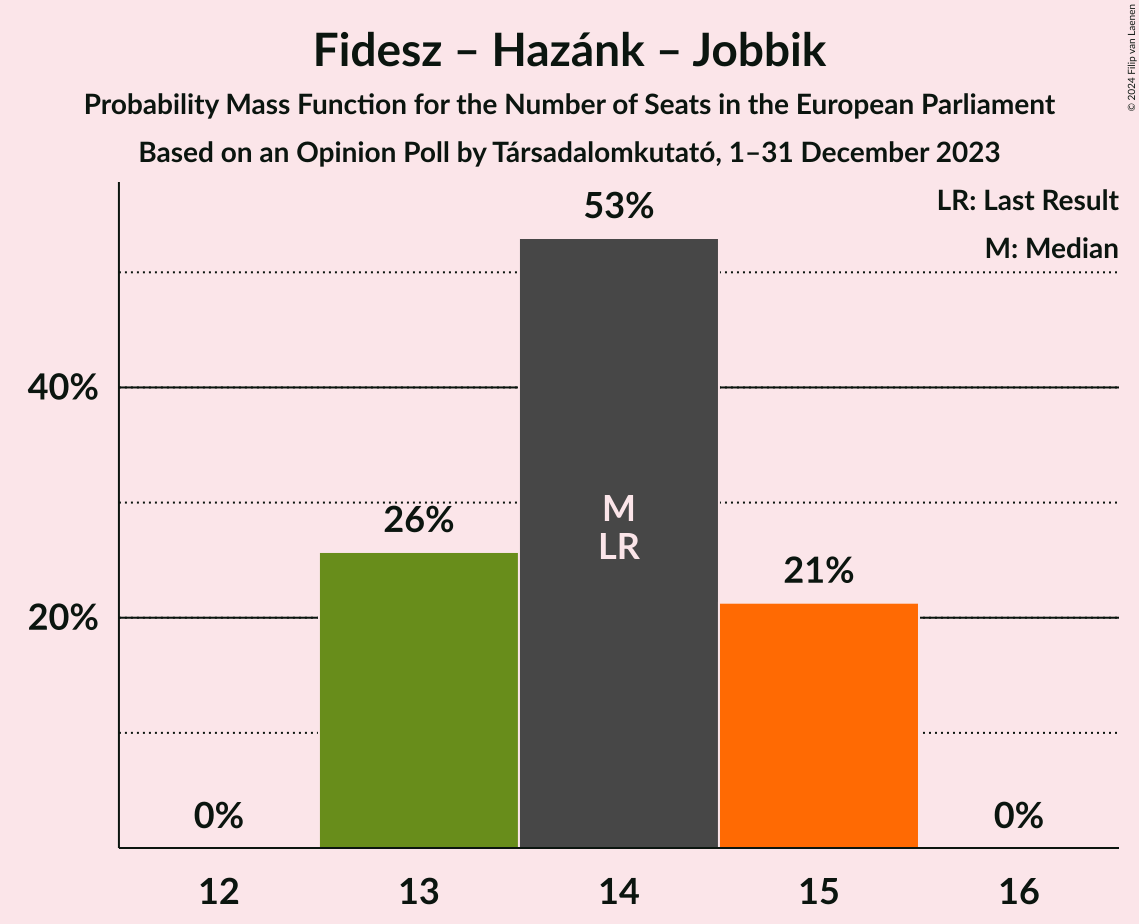 Fidesz – Hazánk – Jobbik
Probability Mass Function for the Number of Seats in the European Parliament
Based on an Opinion Poll by Társadalomkutató, 1–31 December 2023
© 2024 Filip van Laenen
LR: Last Result
M: Median
53%
40%
M
LR
26%
21%
20%
0%
0%
12
13
14
15
16